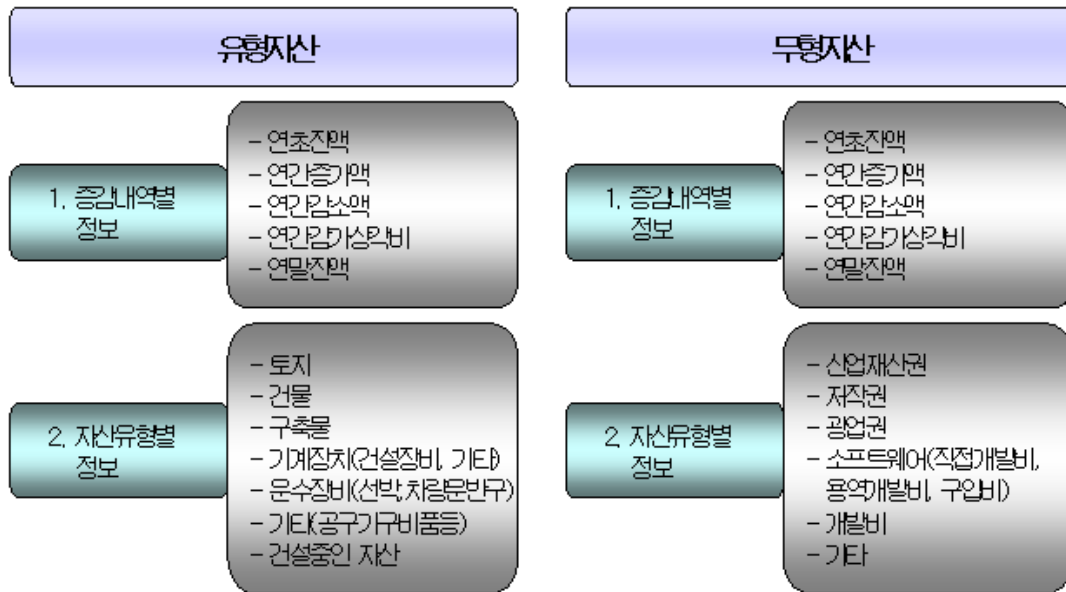 유형자산
1. 증감내역별
정보
- 연초잔액
- 연간증가액
- 연간감소액
- 연간감가상각비
- 연말잔액
2. 자산유형별
정보
- 토지
- 건물
- 구축물
- 기계장치(건설장비, 기타)
- 운수장비(선박,차량운반구)
- 기타(공구기구비품등)
- 건설중인 자산
무형자산
1. 증감내역별
정보
- 연초잔액
- 연간증가액
- 연간감소액
- 연간감가상각비
- 연말잔액
2. 자산유형별
정보
- 산업재산권
- 저작권
- 광업권
- 소프트웨어(직접개발비,
용역개발비, 구입비)
- 개발비
- 기타